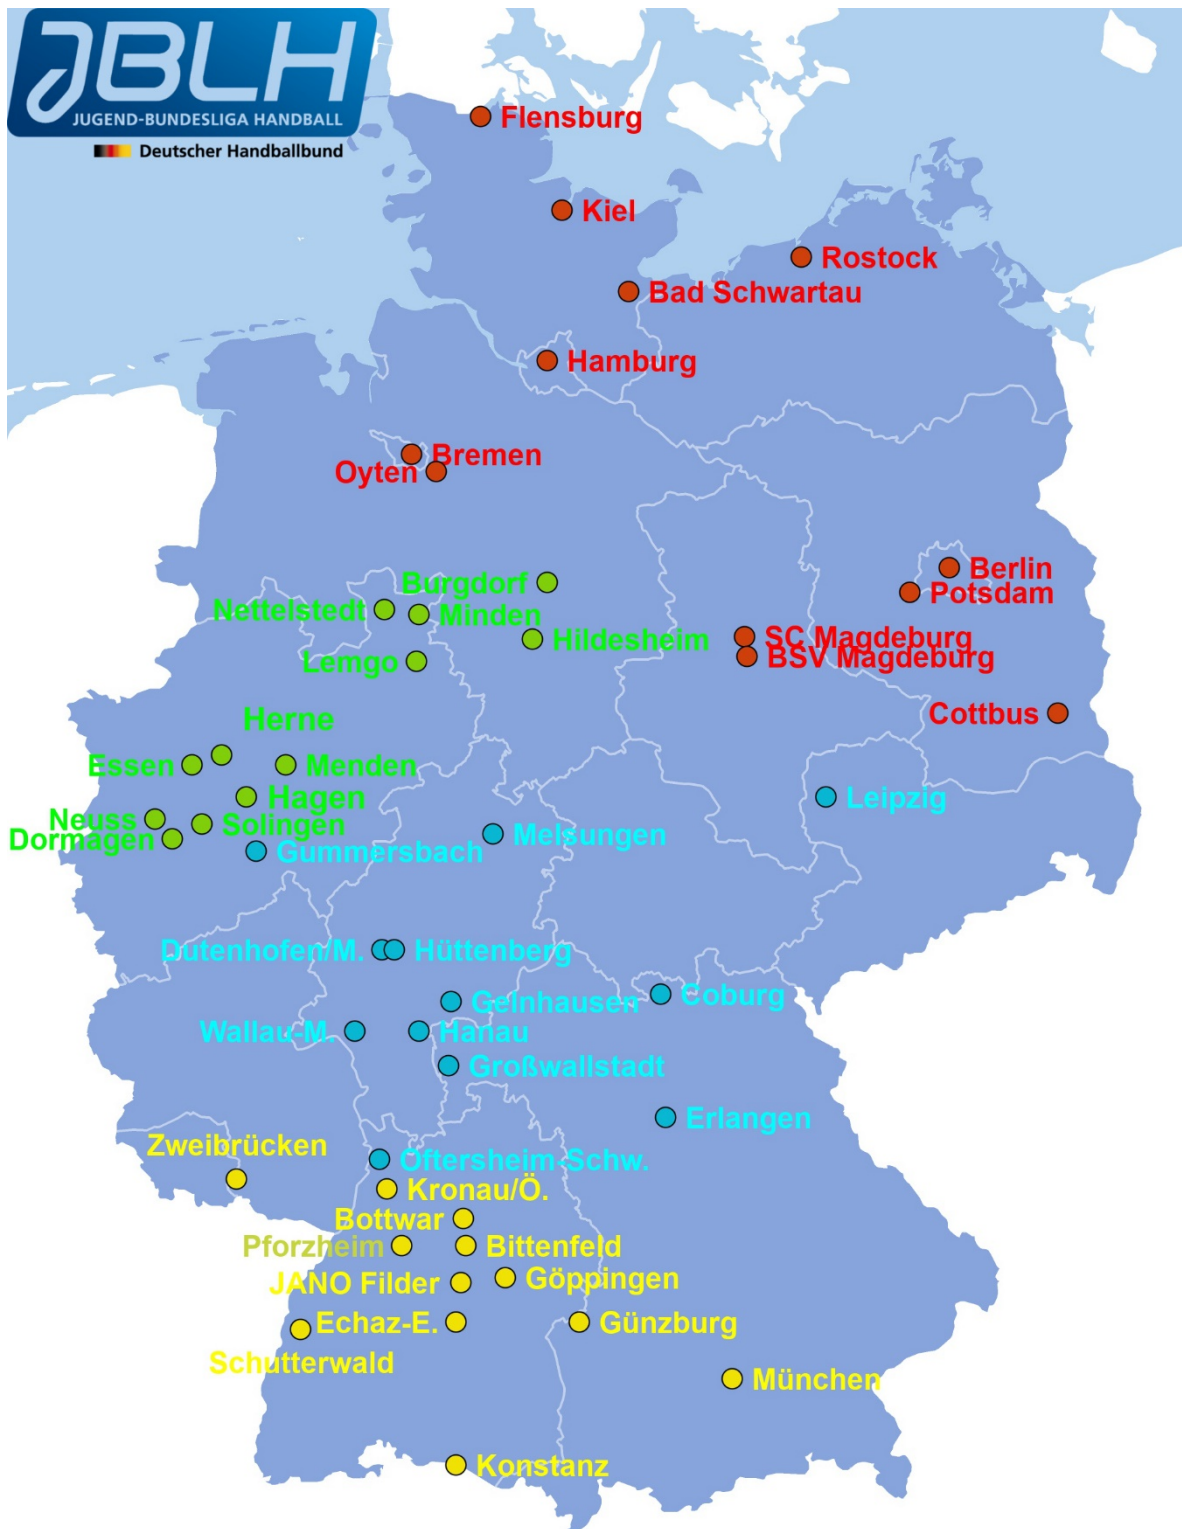 JBLH
JUGEND-BUNDESLIGA HANDBALL
Deutscher Handballbund
Flensburg
Kiel
Rostock
Bad Schwartau
Hamburg
Bremen
Oyten
Berlin
Burgdorf
Potsdam
Nettelstedt
Minden
SC Magdeburg
Hildesheim
BSV Magdeburg
Lemgo
Cottbus
Herne
Essen
Menden
Hagen
Leipzig
Neuss
Solingen
Melsungen
Dormagen
Gummersbach
Dutenhofen/M.
Hüttenberg
Coburg
Gelnhausen
Wallau-M.
Hanau
Großwallstadt
Erlangen
Zweibrücken
Oftersheim-Schw.
Kronau/Ö.
Bottwar
Pforzheim
Bittenfeld
JANO Filder
Göppingen
Echaz-E.
Günzburg
Schutterwald
München
Konstanz